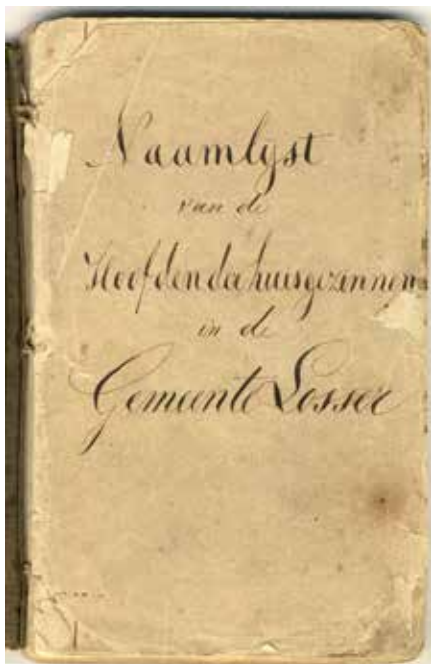 Naamlyst
van de
Hoofden der huisgezinnen
in de
Gemeente Losser